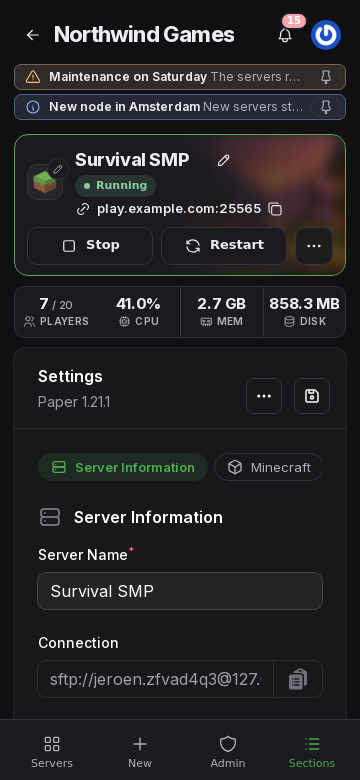 Northwind Games
15
Maintenance on Saturday The servers r...
New node in Amsterdam New servers st...
Survival SMP
Running
play.example.com:25565
Stop
Restart
7 / 20
PLAYERS
41.0%
CPU
2.7 GB
MEM
858.3 MB
DISK
Settings
Paper 1.21.1
Server Information
Minecraft
Server Information
Server Name*
Survival SMP
Connection
sftp://jeroen.zfvad4q3@127.
Servers
New
Admin
Sections